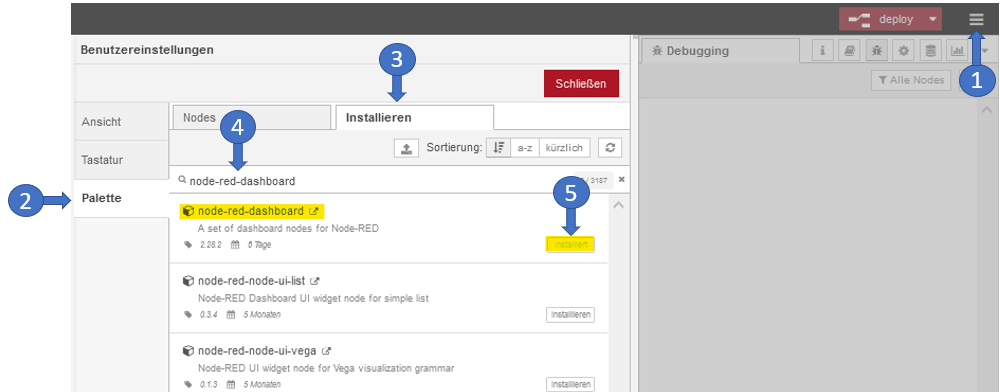 deploy
Benutzereinstellungen
Debugging
3
1
Schließen
Alle Nodes
Ansicht
Nodes
Installieren
4
Sortierung: a-z kürzlich
Tastatur
node-red-dashboard
/ 3187
2
Palette
5
node-red-dashboard
A set of dashboard nodes for Node-RED
2.28.2 6 Tage
installiert
node-red-node-ui-list
Node-RED Dashboard UI widget node for simple list
0.3.4 5 Monaten
installieren
node-red-node-ui-vega
Node-RED UI widget node for Vega visualization grammar
0.1.3 5 Monaten
installieren